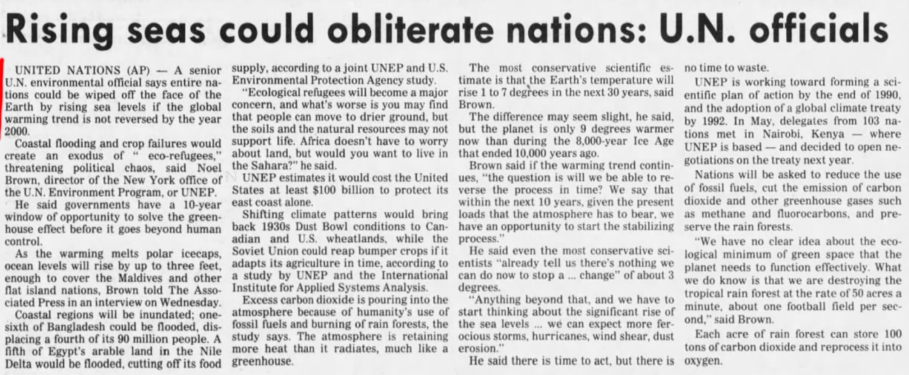 Rising seas could obliterate nations: U.N. officials
UNITED NATIONS (AP) — A senior
U.N. environmental official says entire na-
tions could be wiped off the face of the
Earth by rising sea levels if the global
warming trend is not reversed by the year
2000.
Coastal flooding and crop failures would
create an exodus of " eco-refugees,"
threatening political chaos, said Noel
Brown, director of the New York office of
the U.N. Environment Program, or UNEP.
He said governments have a 10-year
window of opportunity to solve the green-
house effect before it goes beyond human
control.
As the warming melts polar icecaps,
ocean levels will rise by up to three feet,
enough to cover the Maldives and other
flat island nations, Brown told The Asso-
ciated Press in an interview on Wednesday.
Coastal regions will be inundated; one-
sixth of Bangladesh could be flooded, dis-
placing a fourth of its 90 million people. A
fifth of Egypt's arable land in the Nile
Delta would be flooded, cutting off its food
supply, according to a joint UNEP and U.S.
Environmental Protection Agency study.
"Ecological refugees will become a major
concern, and what's worse is you may find
that people can move to drier ground, but
the soils and the natural resources may not
support life. Africa doesn't have to worry
about land, but would you want to live in
the Sahara?" he said.
UNEP estimates it would cost the United
States at least $100 billion to protect its
east coast alone.
Shifting climate patterns would bring
back 1930s Dust Bowl conditions to Can-
adian and U.S. wheatlands, while the
Soviet Union could reap bumper crops if it
adapts its agriculture in time, according to
a study by UNEP and the International
Institute for Applied Systems Analysis.
Excess carbon dioxide is pouring into the
atmosphere because of humanity's use of
fossil fuels and burning of rain forests, the
study says. The atmosphere is retaining
more heat than it radiates, much like a
greenhouse.
The most conservative scientific es-
timate is that the Earth's temperature will
rise 1 to 7 degrees in the next 30 years, said
Brown.
The difference may seem slight, he said,
but the planet is only 9 degrees warmer
now than during the 8,000-year Ice Age
that ended 10,000 years ago.
Brown said if the warming trend contin-
ues, "the question is will we be able to re-
verse the process in time? We say that
within the next 10 years, given the present
loads that the atmosphere has to bear, we
have an opportunity to start the stabilizing
process."
He said even the most conservative sci-
entists "already tell us there's nothing we
can do now to stop a ... change" of about 3
degrees.
"Anything beyond that, and we have to
start thinking about the significant rise of
the sea levels ... we can expect more fer-
ocious storms, hurricanes, wind shear, dust
erosion."
He said there is time to act, but there is
no time to waste.
UNEP is working toward forming a sci-
entific plan of action by the end of 1990,
and the adoption of a global climate treaty
by 1992. In May, delegates from 103 na-
tions met in Nairobi, Kenya — where
UNEP is based — and decided to open ne-
gotiations on the treaty next year.
Nations will be asked to reduce the use
of fossil fuels, cut the emission of carbon
dioxide and other greenhouse gases such
as methane and fluorocarbons, and pre-
serve the rain forests.
"We have no clear idea about the eco-
logical minimum of green space that the
planet needs to function effectively. What
we do know is that we are destroying the
tropical rain forest at the rate of 50 acres a
minute, about one football field per sec-
ond," said Brown.
Each acre of rain forest can store 100
tons of carbon dioxide and reprocess it into
oxygen.